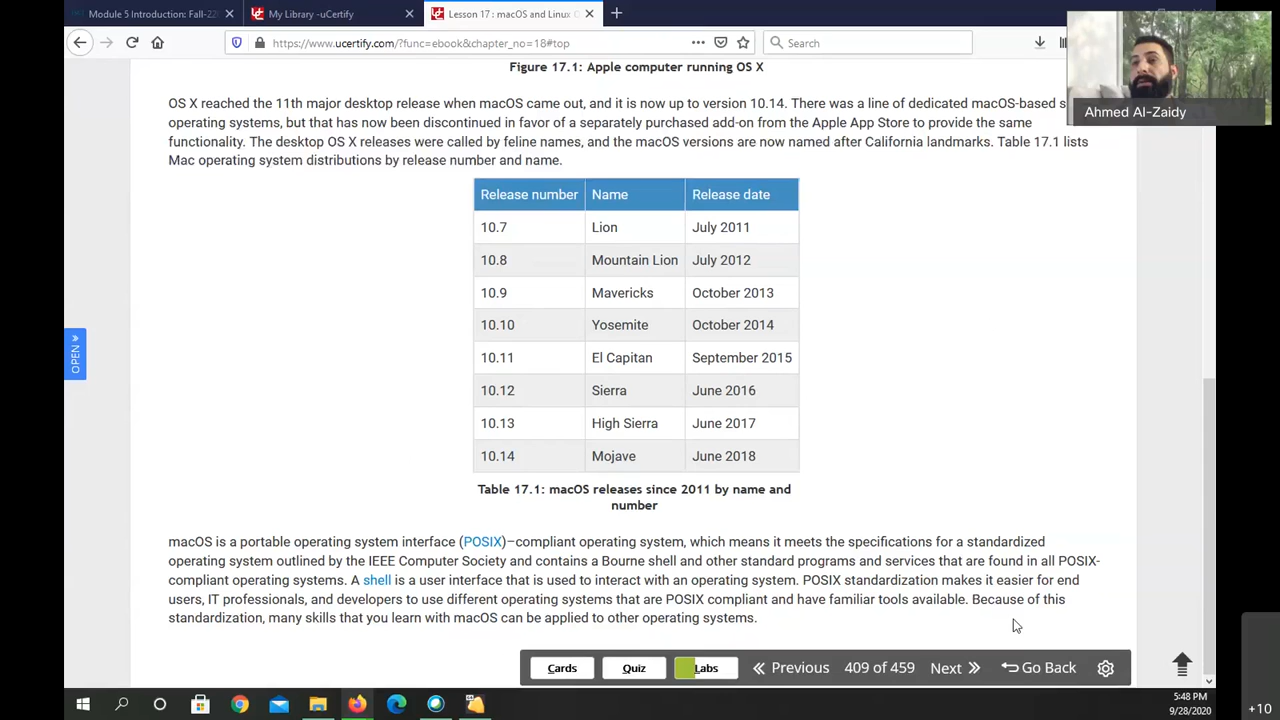 Module 5 Introduction: Fall-22
My Library -uCertify
Lesson 17 : macOS and Linux
https://www.ucertify.com/?func=ebook&chapter_no=18#top
Search
Ahmed Al-Zaidy
Figure 17.1: Apple computer running OS X
OS X reached the 11th major desktop release when macOS came out, and it is now up to version 10.14. There was a line of dedicated macOS-based s
operating systems, but that has now been distontinued in favor of a separately purchased add-on from the Apple App Store to provide the same
functionality. The desktop OS X releases were called by feline names, and the macOS versions are now named after California landmarks. Table 17.1 lists
Mac operating system distributions by release number and name.
Release number Name Release date
10.7 Lion July 2011
10.8 Mountain Lion July 2012
10.9 Mavericks October 2013
10.10 Yosemite October 2014
10.11 El Capitan September 2015
10.12 Sierra June 2016
10.13 High Sierra June 2017
10.14 Mojave June 2018
Table 17.1: macOS releases since 2011 by name and
number
OPEN
macOS is a portable operating system interface (POSIX)–compliant operating system, which means it meets the specifications for a standardized
operating system outlined by the IEEE Computer Society and contains a Bourne shell and other standard programs and services that are found in all POSIX-
compliant operating systems. A shell is a user interface that is used to interact with an operating system. POSIX standardization makes it easier for end
users, IT professionals, and developers to use different operating systems that are POSIX compliant and have familiar tools available. Because of this
standardization, many skills that you learn with macOS can be applied to other operating systems.
Cards Quiz Labs Previous 409 of 459 Next Go Back
5:48 PM
9/28/2020
+10